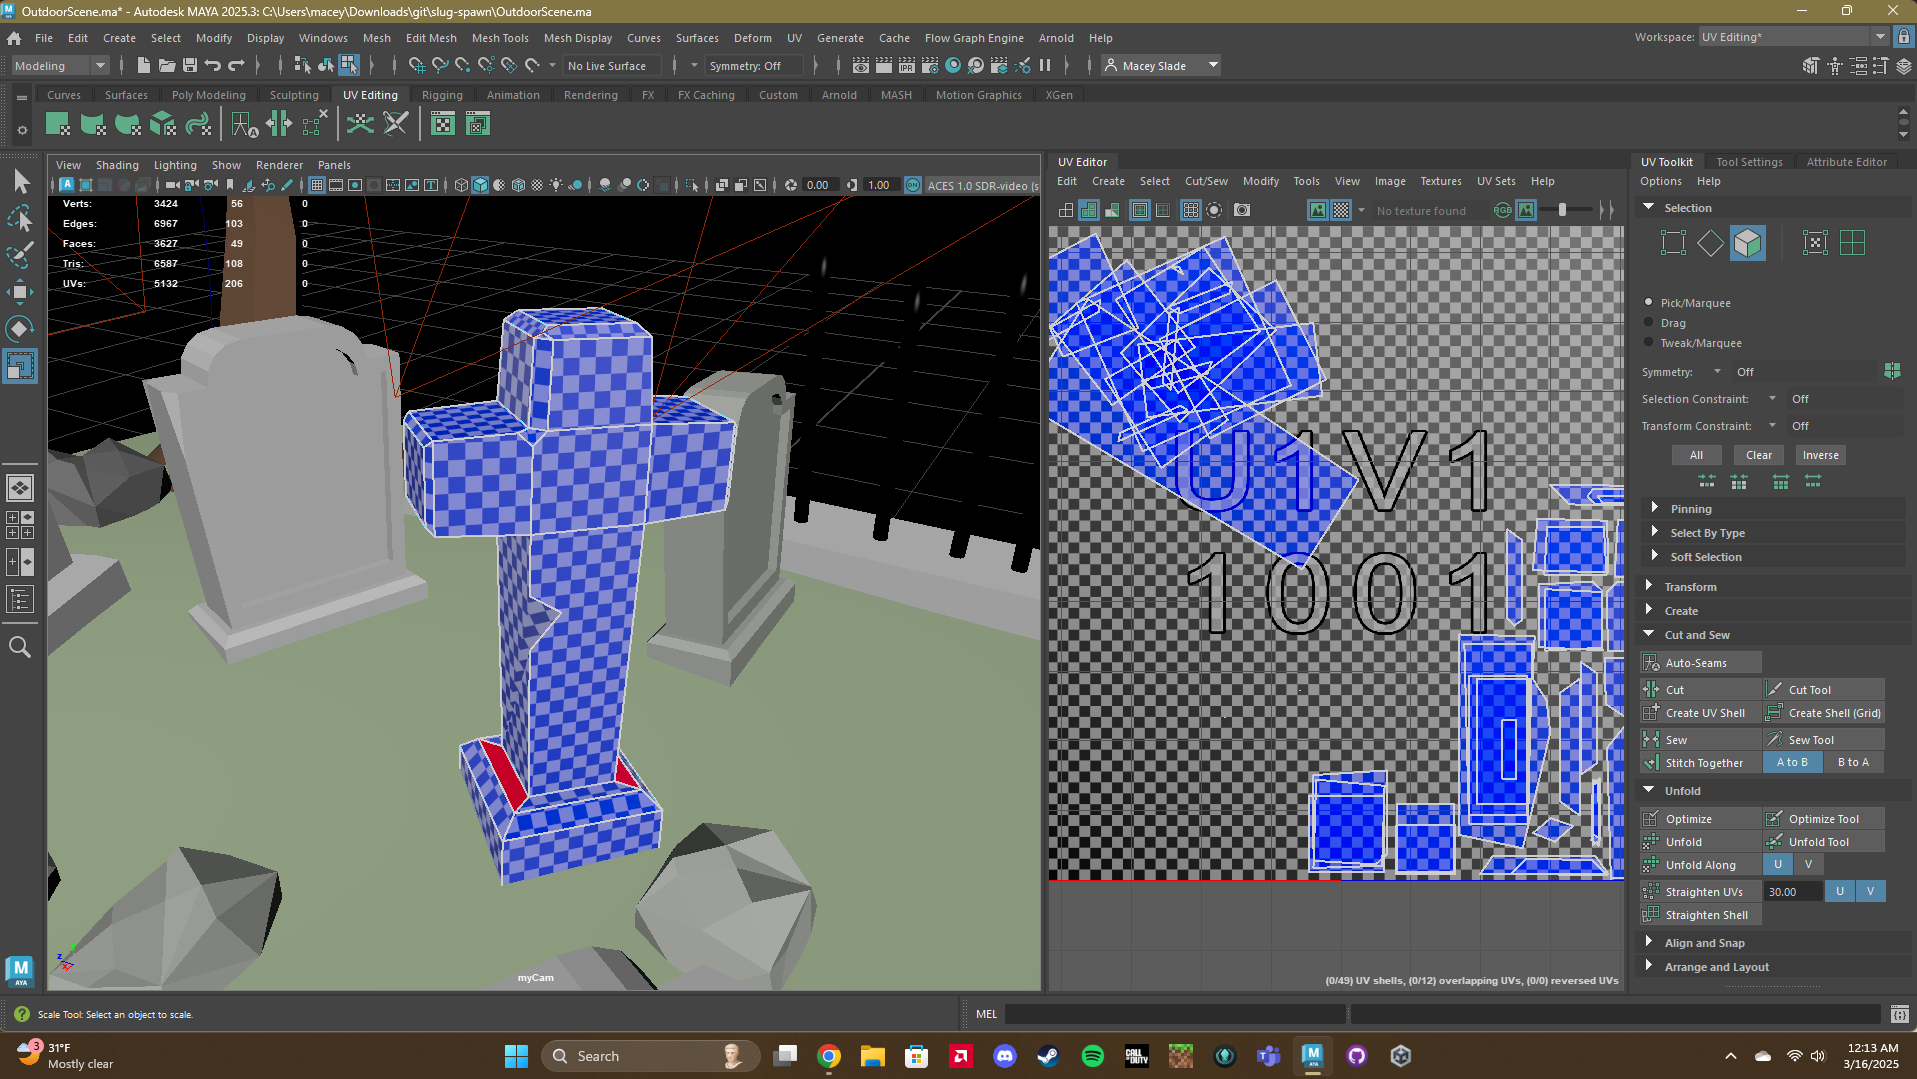 OutdoorScene.ma* - Autodesk MAYA 2025.3: C:\Users\macey\Downloads\git\slug-spawn\OutdoorScene.ma
File Edit Create Select Modify Display Windows Mesh Edit Mesh Mesh Tools Mesh Display Curves Surfaces Deform UV Generate Cache Flow Graph Engine Arnold Help
Workspace: UV Editing*
Modeling No Live Surface Symmetry: Off Macey Slade
Curves Surfaces Poly Modeling Sculpting UV Editing Rigging Animation Rendering FX FX Caching Custom Arnold MASH Motion Graphics XGen
View Shading Lighting Show Renderer Panels
0.00 1.00 ACES 1.0 SDR-video (s
Verts: 3424 56 0
Edges: 6967 103 0
Faces: 3627 49 0
Tris: 6587 108 0
UVs: 5132 206 0
myCam
UV Editor
Edit Create Select Cut/Sew Modify Tools View Image Textures UV Sets Help
No texture found
RGB
U1V1
1001
(0/49) UV shells, (0/12) overlapping UVs, (0/0) reversed UVs
UV Toolkit Tool Settings Attribute Editor
Options Help
Selection
Pick/Marquee
Drag
Tweak/Marquee
Symmetry: Off
Selection Constraint: Off
Transform Constraint: Off
All Clear Inverse
Pinning
Select By Type
Soft Selection
Transform
Create
Cut and Sew
Auto-Seams
Cut Cut Tool
Create UV Shell Create Shell (Grid)
Sew Sew Tool
Stitch Together A to B B to A
Unfold
Optimize Optimize Tool
Unfold Unfold Tool
Unfold Along U V
Straighten UVs 30.00 U V
Straighten Shell
Align and Snap
Arrange and Layout
Scale Tool: Select an object to scale.
MEL
3
31°F
Mostly clear
Search
12:13 AM
3/16/2025